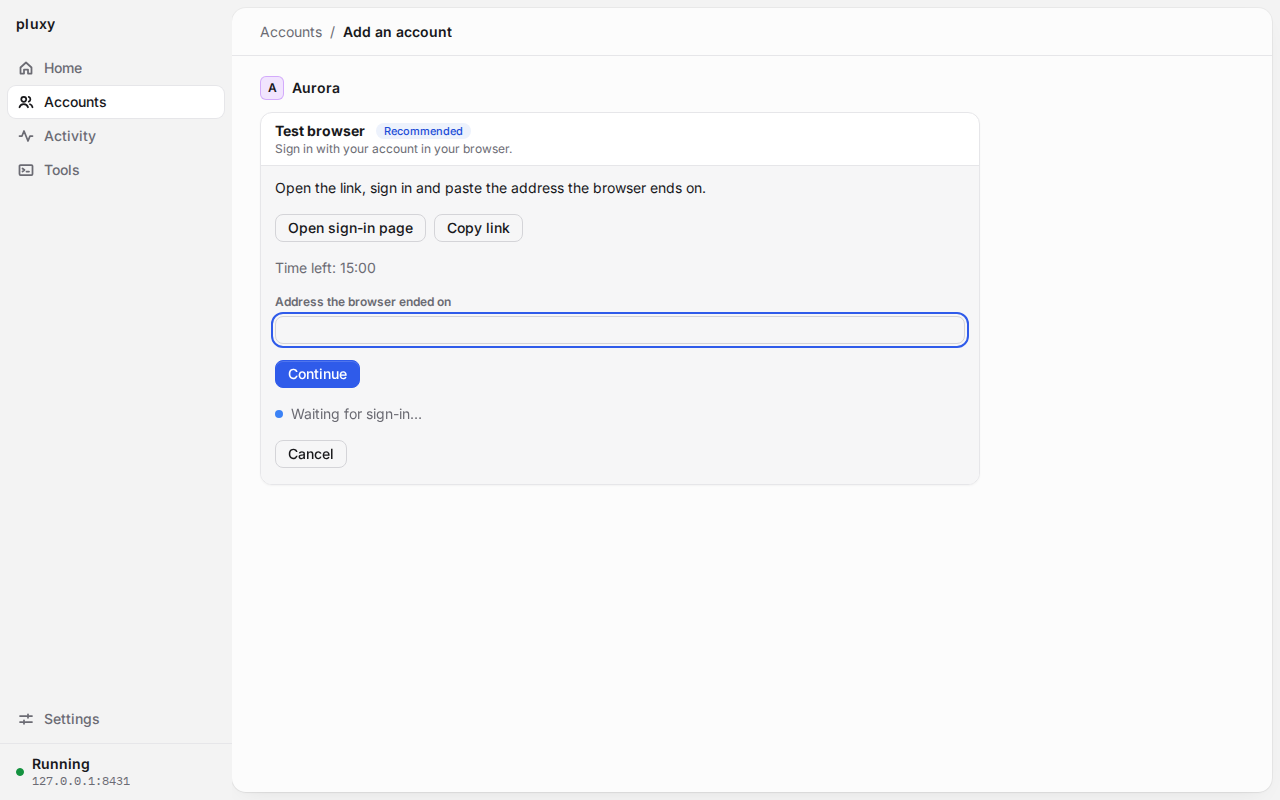 pluxy
Home
Accounts
Activity
Tools
Settings
Running
127.0.0.1:8431
Accounts / Add an account
A Aurora
Test browser Recommended
Sign in with your account in your browser.
Open the link, sign in and paste the address the browser ends on.
Open sign-in page Copy link
Time left: 15:00
Address the browser ended on
Continue
Waiting for sign-in...
Cancel